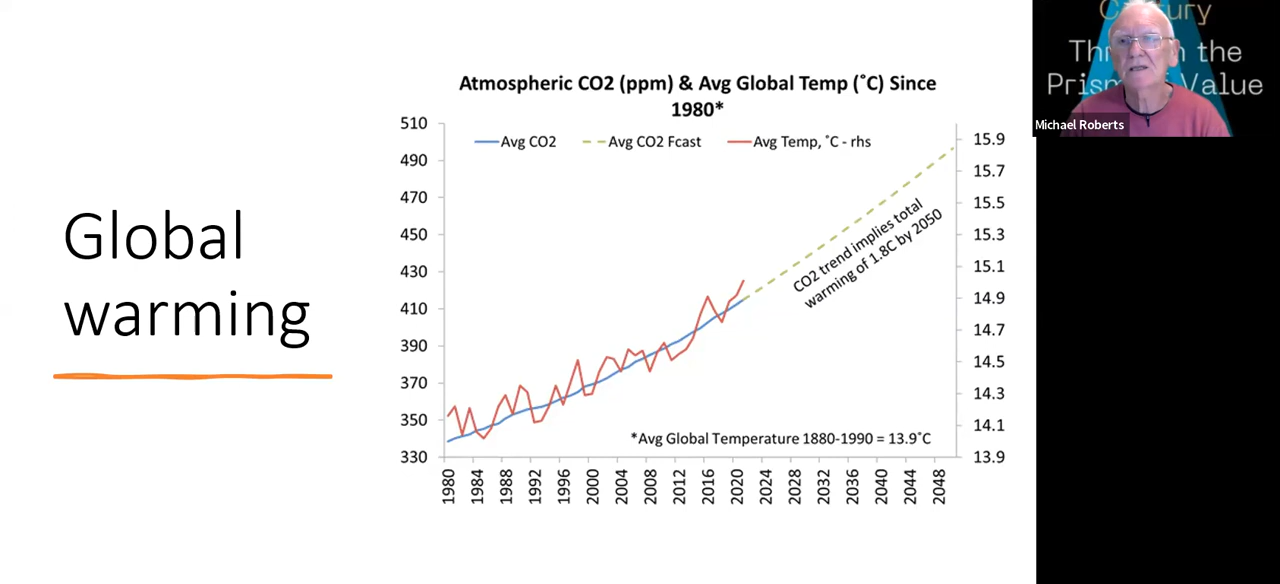 Global
warming
Atmospheric CO2 (ppm) & Avg Global Temp (˚C) Since
1980*
Avg CO2
Avg CO2 Fcast
Avg Temp, ˚C - rhs
510
490
470
450
430
410
390
370
350
330
15.9
15.7
15.5
15.3
15.1
14.9
14.7
14.5
14.3
14.1
13.9
CO2 trend implies total
warming of 1.8C by 2050
*Avg Global Temperature 1880-1990 = 13.9˚C
1980 1984 1988 1992 1996 2000 2004 2008 2012 2016 2020 2024 2028 2032 2036 2040 2044 2048
the
Value
Michael Roberts